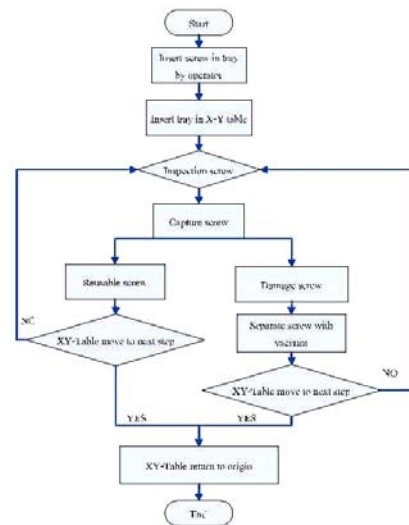 Start
Insert screw in tray
by operator
Insert tray in X-Y table
Inspection screw
Capture screw
Reusable screw
Damage screw
NO
XY-Table move to next step
Separate screw with
vacuum
XY-Table move to next step
NO
YES
YES
XY-Table return to origin
End